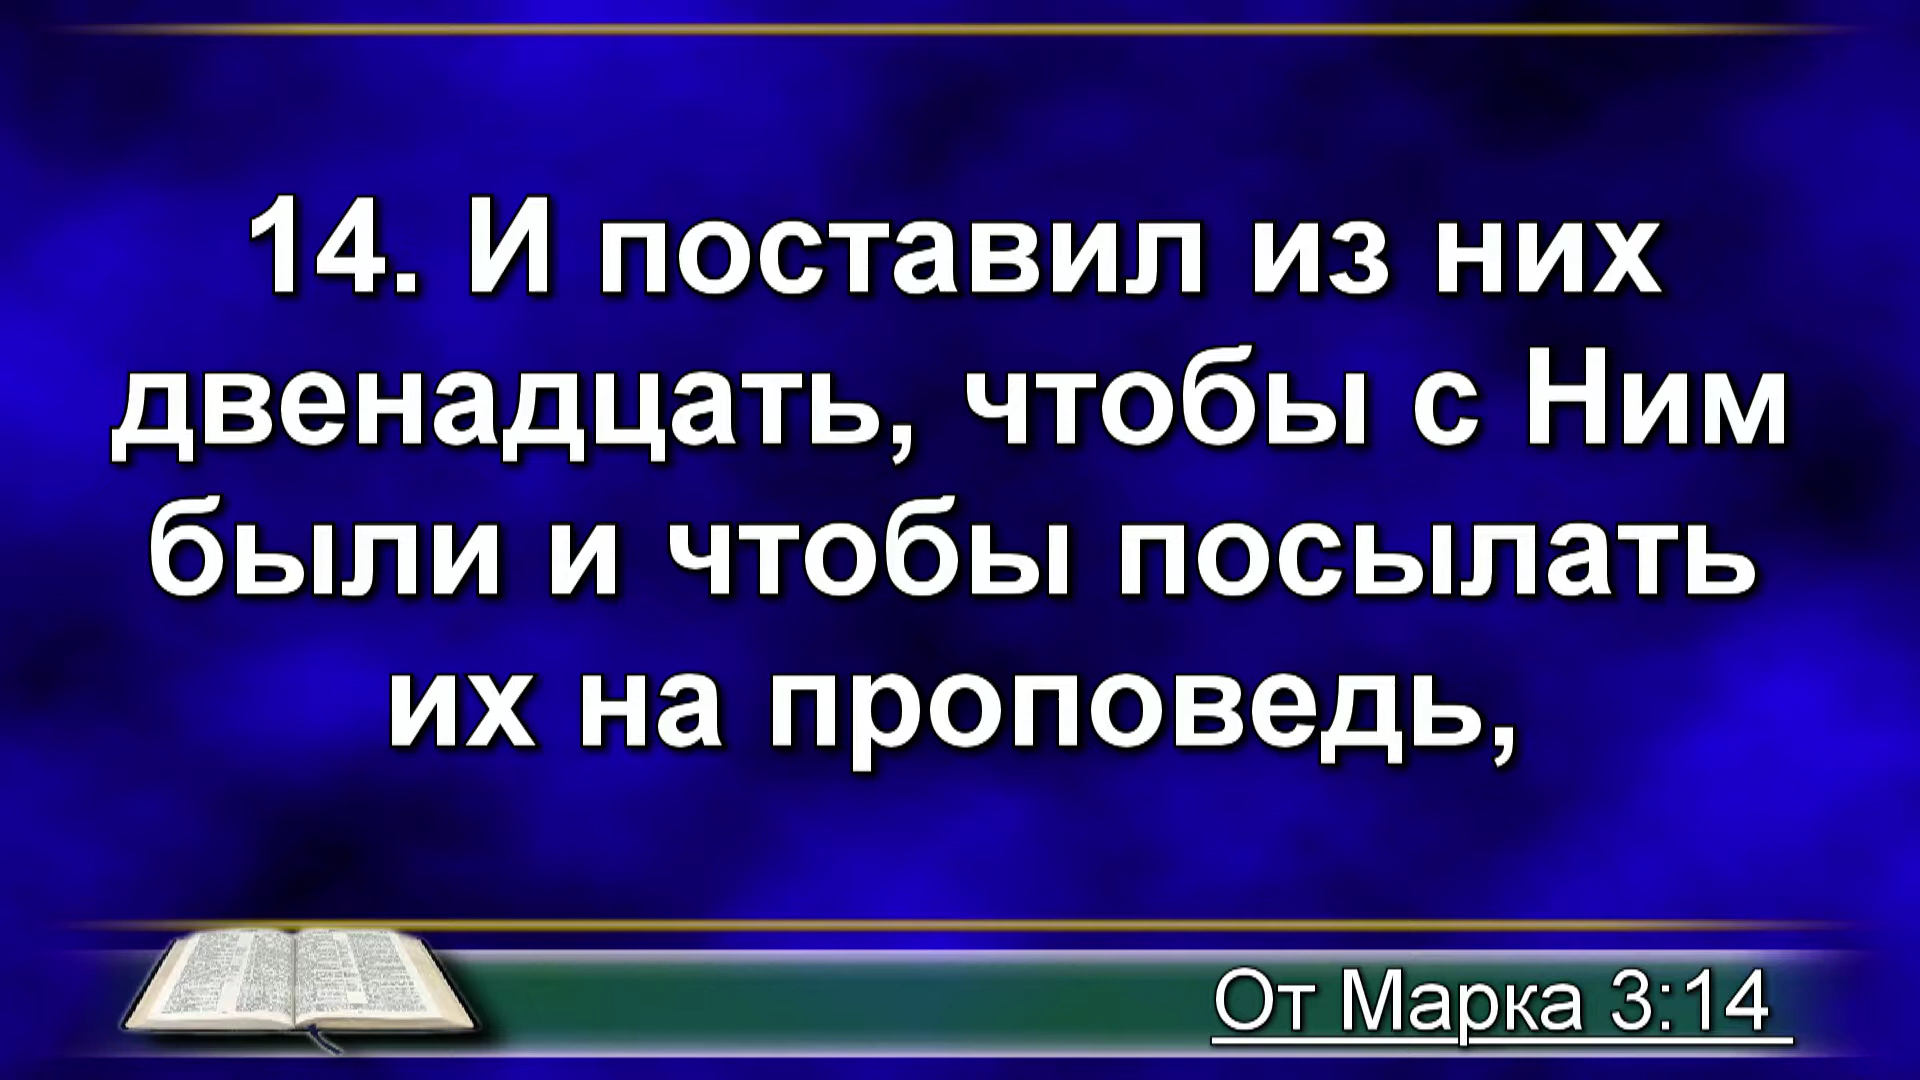 14. И поставил из них
двенадцать, чтобы с Ним
были и чтобы посылать
их на проповедь,
От Марка 3:14